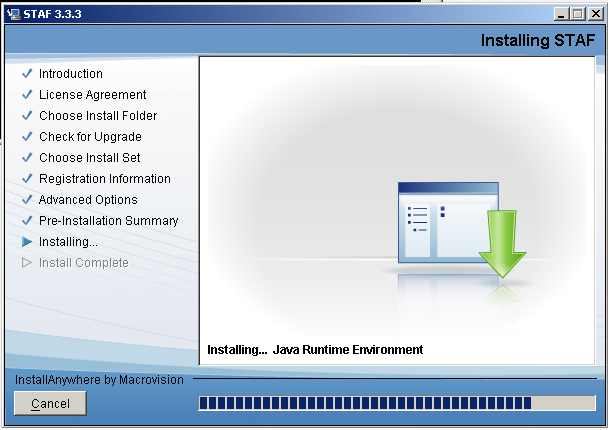 STAF 3.3.3
Installing STAF
Introduction
License Agreement
Choose Install Folder
Check for Upgrade
Choose Install Set
Registration Information
Advanced Options
Pre-Installation Summary
Installing...
Install Complete
Installing... Java Runtime Environment
InstallAnywhere by Macrovision
Cancel